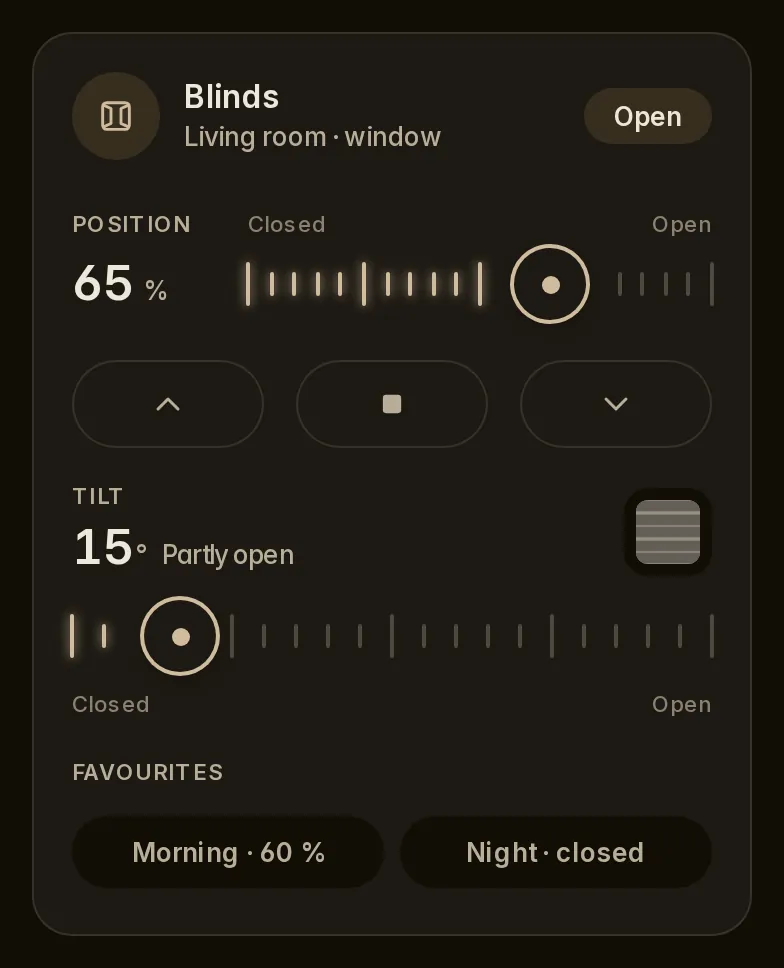 Blinds
Living room · window
Open
POSITION
Closed
Open
65 %
TILT
15° Partly open
Closed
Open
FAVOURITES
Morning · 60 %
Night · closed